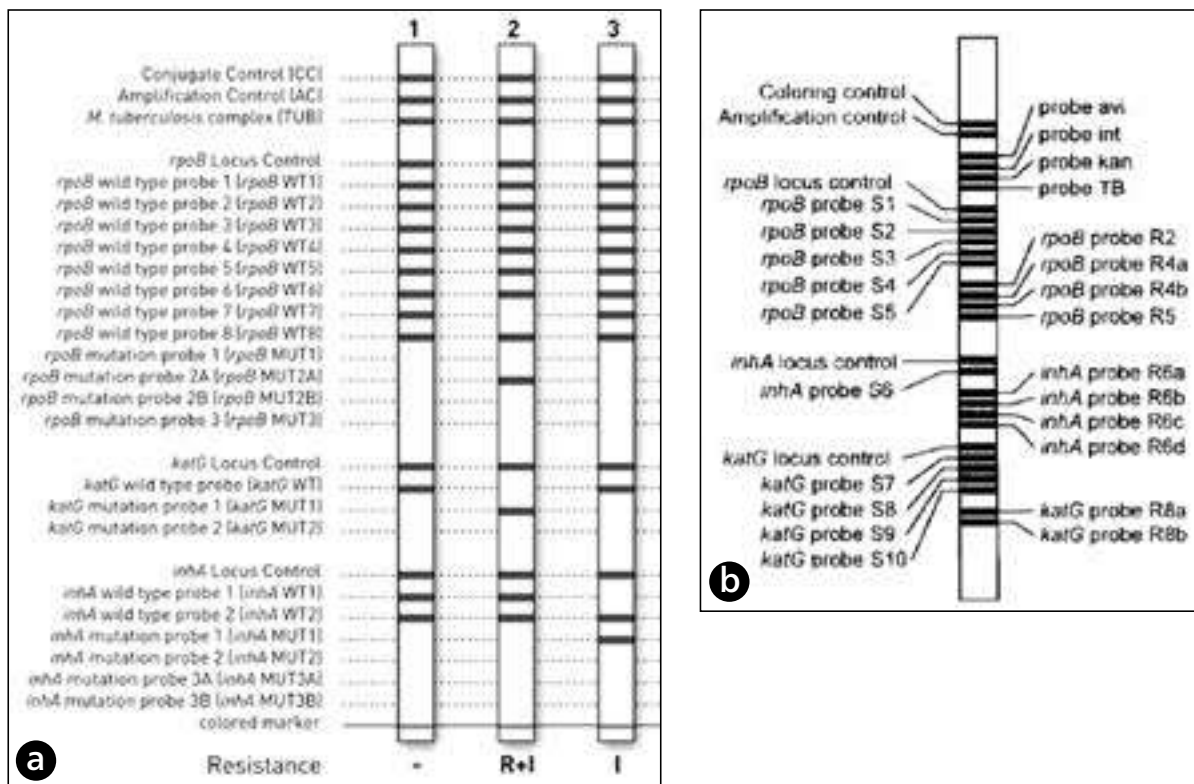 1 2 3
Conjugate Control (CC)
Amplification Control (AC)
M. tuberculosis complex (TUB)
rpoB Locus Control
rpoB wild type probe 1 (rpoB WT1)
rpoB wild type probe 2 (rpoB WT2)
rpoB wild type probe 3 (rpoB WT3)
rpoB wild type probe 4 (rpoB WT4)
rpoB wild type probe 5 (rpoB WT5)
rpoB wild type probe 6 (rpoB WT6)
rpoB wild type probe 7 (rpoB WT7)
rpoB wild type probe 8 (rpoB WT8)
rpoB mutation probe 1 (rpoB MUT1)
rpoB mutation probe 2A (rpoB MUT2A)
rpoB mutation probe 2B (rpoB MUT2B)
rpoB mutation probe 3 (rpoB MUT3)
katG Locus Control
katG wild type probe (katG WT)
katG mutation probe 1 (katG MUT1)
katG mutation probe 2 (katG MUT2)
inhA Locus Control
inhA wild type probe 1 (inhA WT1)
inhA wild type probe 2 (inhA WT2)
inhA mutation probe 1 (inhA MUT1)
inhA mutation probe 2 (inhA MUT2)
inhA mutation probe 3A (inhA MUT3A)
inhA mutation probe 3B (inhA MUT3B)
colored marker
Resistance - R+I I
a
Coloring control
Amplification control
rpoB locus control
rpoB probe S1
rpoB probe S2
rpoB probe S3
rpoB probe S4
rpoB probe S5
inhA locus control
inhA probe S6
katG locus control
katG probe S7
katG probe S8
katG probe S9
katG probe S10
probe avi
probe int
probe kan
probe TB
rpoB probe R2
rpoB probe R4a
rpoB probe R4b
rpoB probe R5
inhA probe R6a
inhA probe R6b
inhA probe R6c
inhA probe R6d
katG probe R8a
katG probe R8b
b